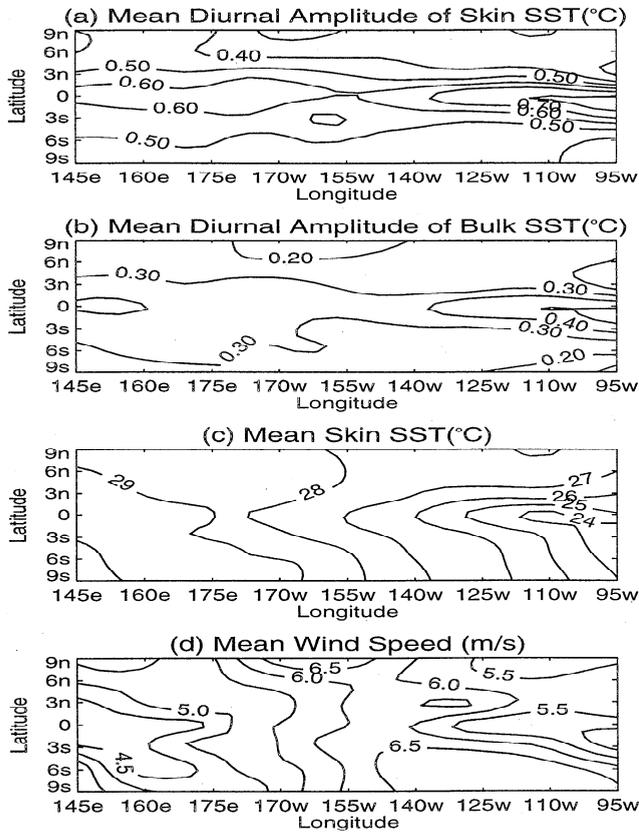 (a) Mean Diurnal Amplitude of Skin SST(°C)
9n
6n
3n
0
3s
6s
9s
Latitude
0.40
0.50
0.50
0.60
0.60
0.70
0.60
0.50
0.50
145e 160e 175e 170w 155w 140w 125w 110w 95w
Longitude
(b) Mean Diurnal Amplitude of Bulk SST(°C)
9n
6n
3n
0
3s
6s
9s
Latitude
0.20
0.30
0.30
0.40
0.30
0.30
0.20
145e 160e 175e 170w 155w 140w 125w 110w 95w
Longitude
(c) Mean Skin SST(°C)
9n
6n
3n
0
3s
6s
9s
Latitude
29
28
27
26
25
24
145e 160e 175e 170w 155w 140w 125w 110w 95w
Longitude
(d) Mean Wind Speed (m/s)
9n
6n
3n
0
3s
6s
9s
Latitude
6.5
6.0
6.0
5.5
5.0
5.5
6.5
4.5
145e 160e 175e 170w 155w 140w 125w 110w 95w
Longitude